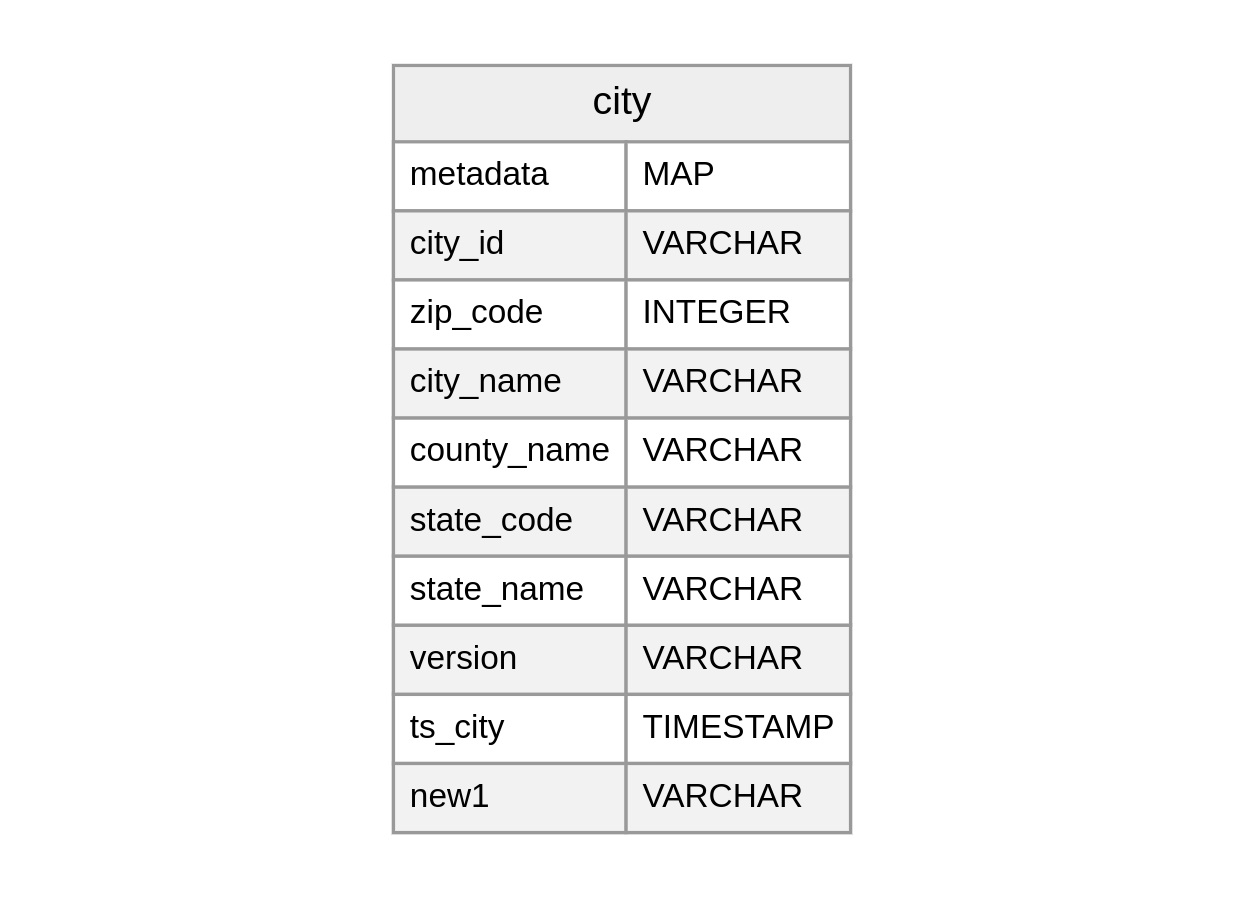 city
metadata MAP
city_id VARCHAR
zip_code INTEGER
city_name VARCHAR
county_name VARCHAR
state_code VARCHAR
state_name VARCHAR
version VARCHAR
ts_city TIMESTAMP
new1 VARCHAR